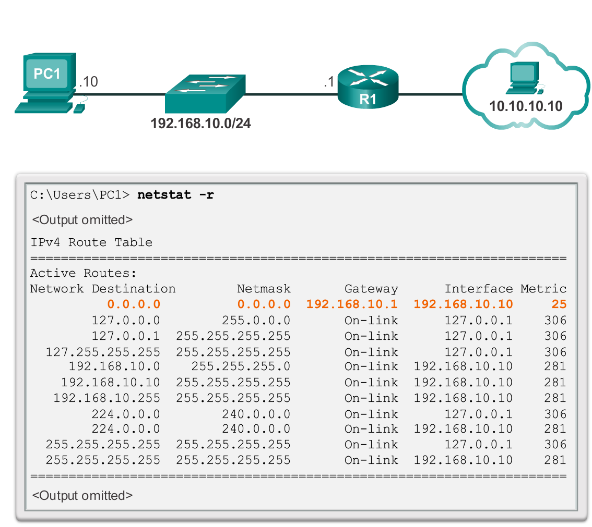 PC1
.10
192.168.10.0/24
.1
R1
10.10.10.10
C:\Users\PC1> netstat -r
<Output omitted>
IPv4 Route Table
===========================================================================
Active Routes:
Network Destination Netmask Gateway Interface Metric
0.0.0.0 0.0.0.0 192.168.10.1 192.168.10.10 25
127.0.0.0 255.0.0.0 On-link 127.0.0.1 306
127.0.0.1 255.255.255.255 On-link 127.0.0.1 306
127.255.255.255 255.255.255.255 On-link 127.0.0.1 306
192.168.10.0 255.255.255.0 On-link 192.168.10.10 281
192.168.10.10 255.255.255.255 On-link 192.168.10.10 281
192.168.10.255 255.255.255.255 On-link 192.168.10.10 281
224.0.0.0 240.0.0.0 On-link 127.0.0.1 306
224.0.0.0 240.0.0.0 On-link 192.168.10.10 281
255.255.255.255 255.255.255.255 On-link 127.0.0.1 306
255.255.255.255 255.255.255.255 On-link 192.168.10.10 281
===========================================================================
<Output omitted>